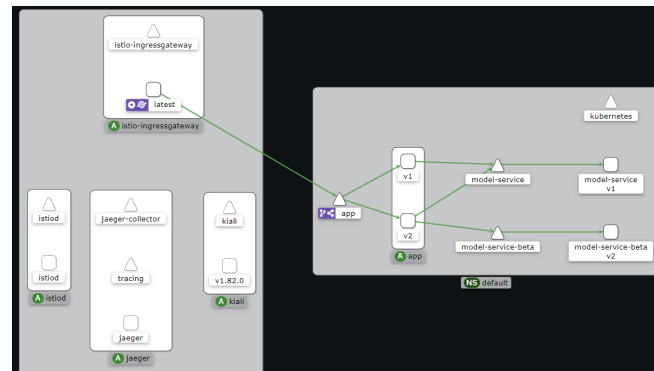 istio-ingressgateway
latest
A istio-ingressgateway
istiod
istiod
A istiod
jaeger-collector
tracing
jaeger
A jaeger
kiali
v1.82.0
A kiali
kubernetes
v1
model-service
model-service
v1
app
v2
model-service-beta
model-service-beta
v2
A app
NS default